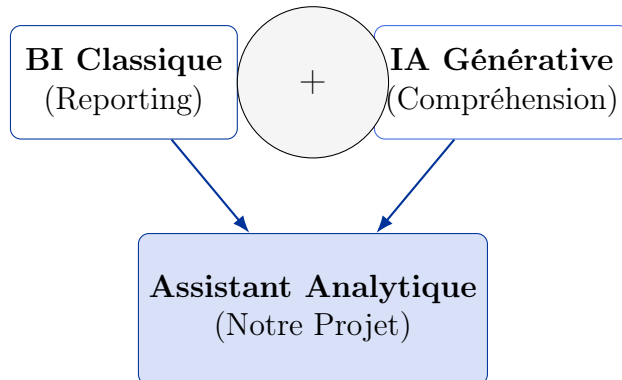 BI Classique
(Reporting)
+
IA Générative
(Compréhension)
Assistant Analytique
(Notre Projet)